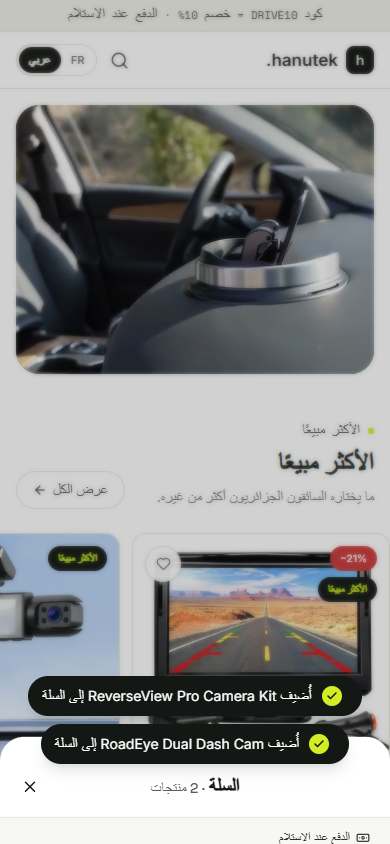 كود DRIVE10 = خصم 10% · الدفع عند الاستلام
hanutek.
h
FR
عربي
الأكثر مبيعًا
الأكثر مبيعًا
ما يختاره السائقون الجزائريون أكثر من غيره.
عرض الكل ←
−21%
الأكثر مبيعًا
الأكثر مبيعًا
أُضيف ReverseView Pro Camera Kit إلى السلة
أُضيف RoadEye Dual Dash Cam إلى السلة
السلة · 2 منتجات
الدفع عند الاستلام